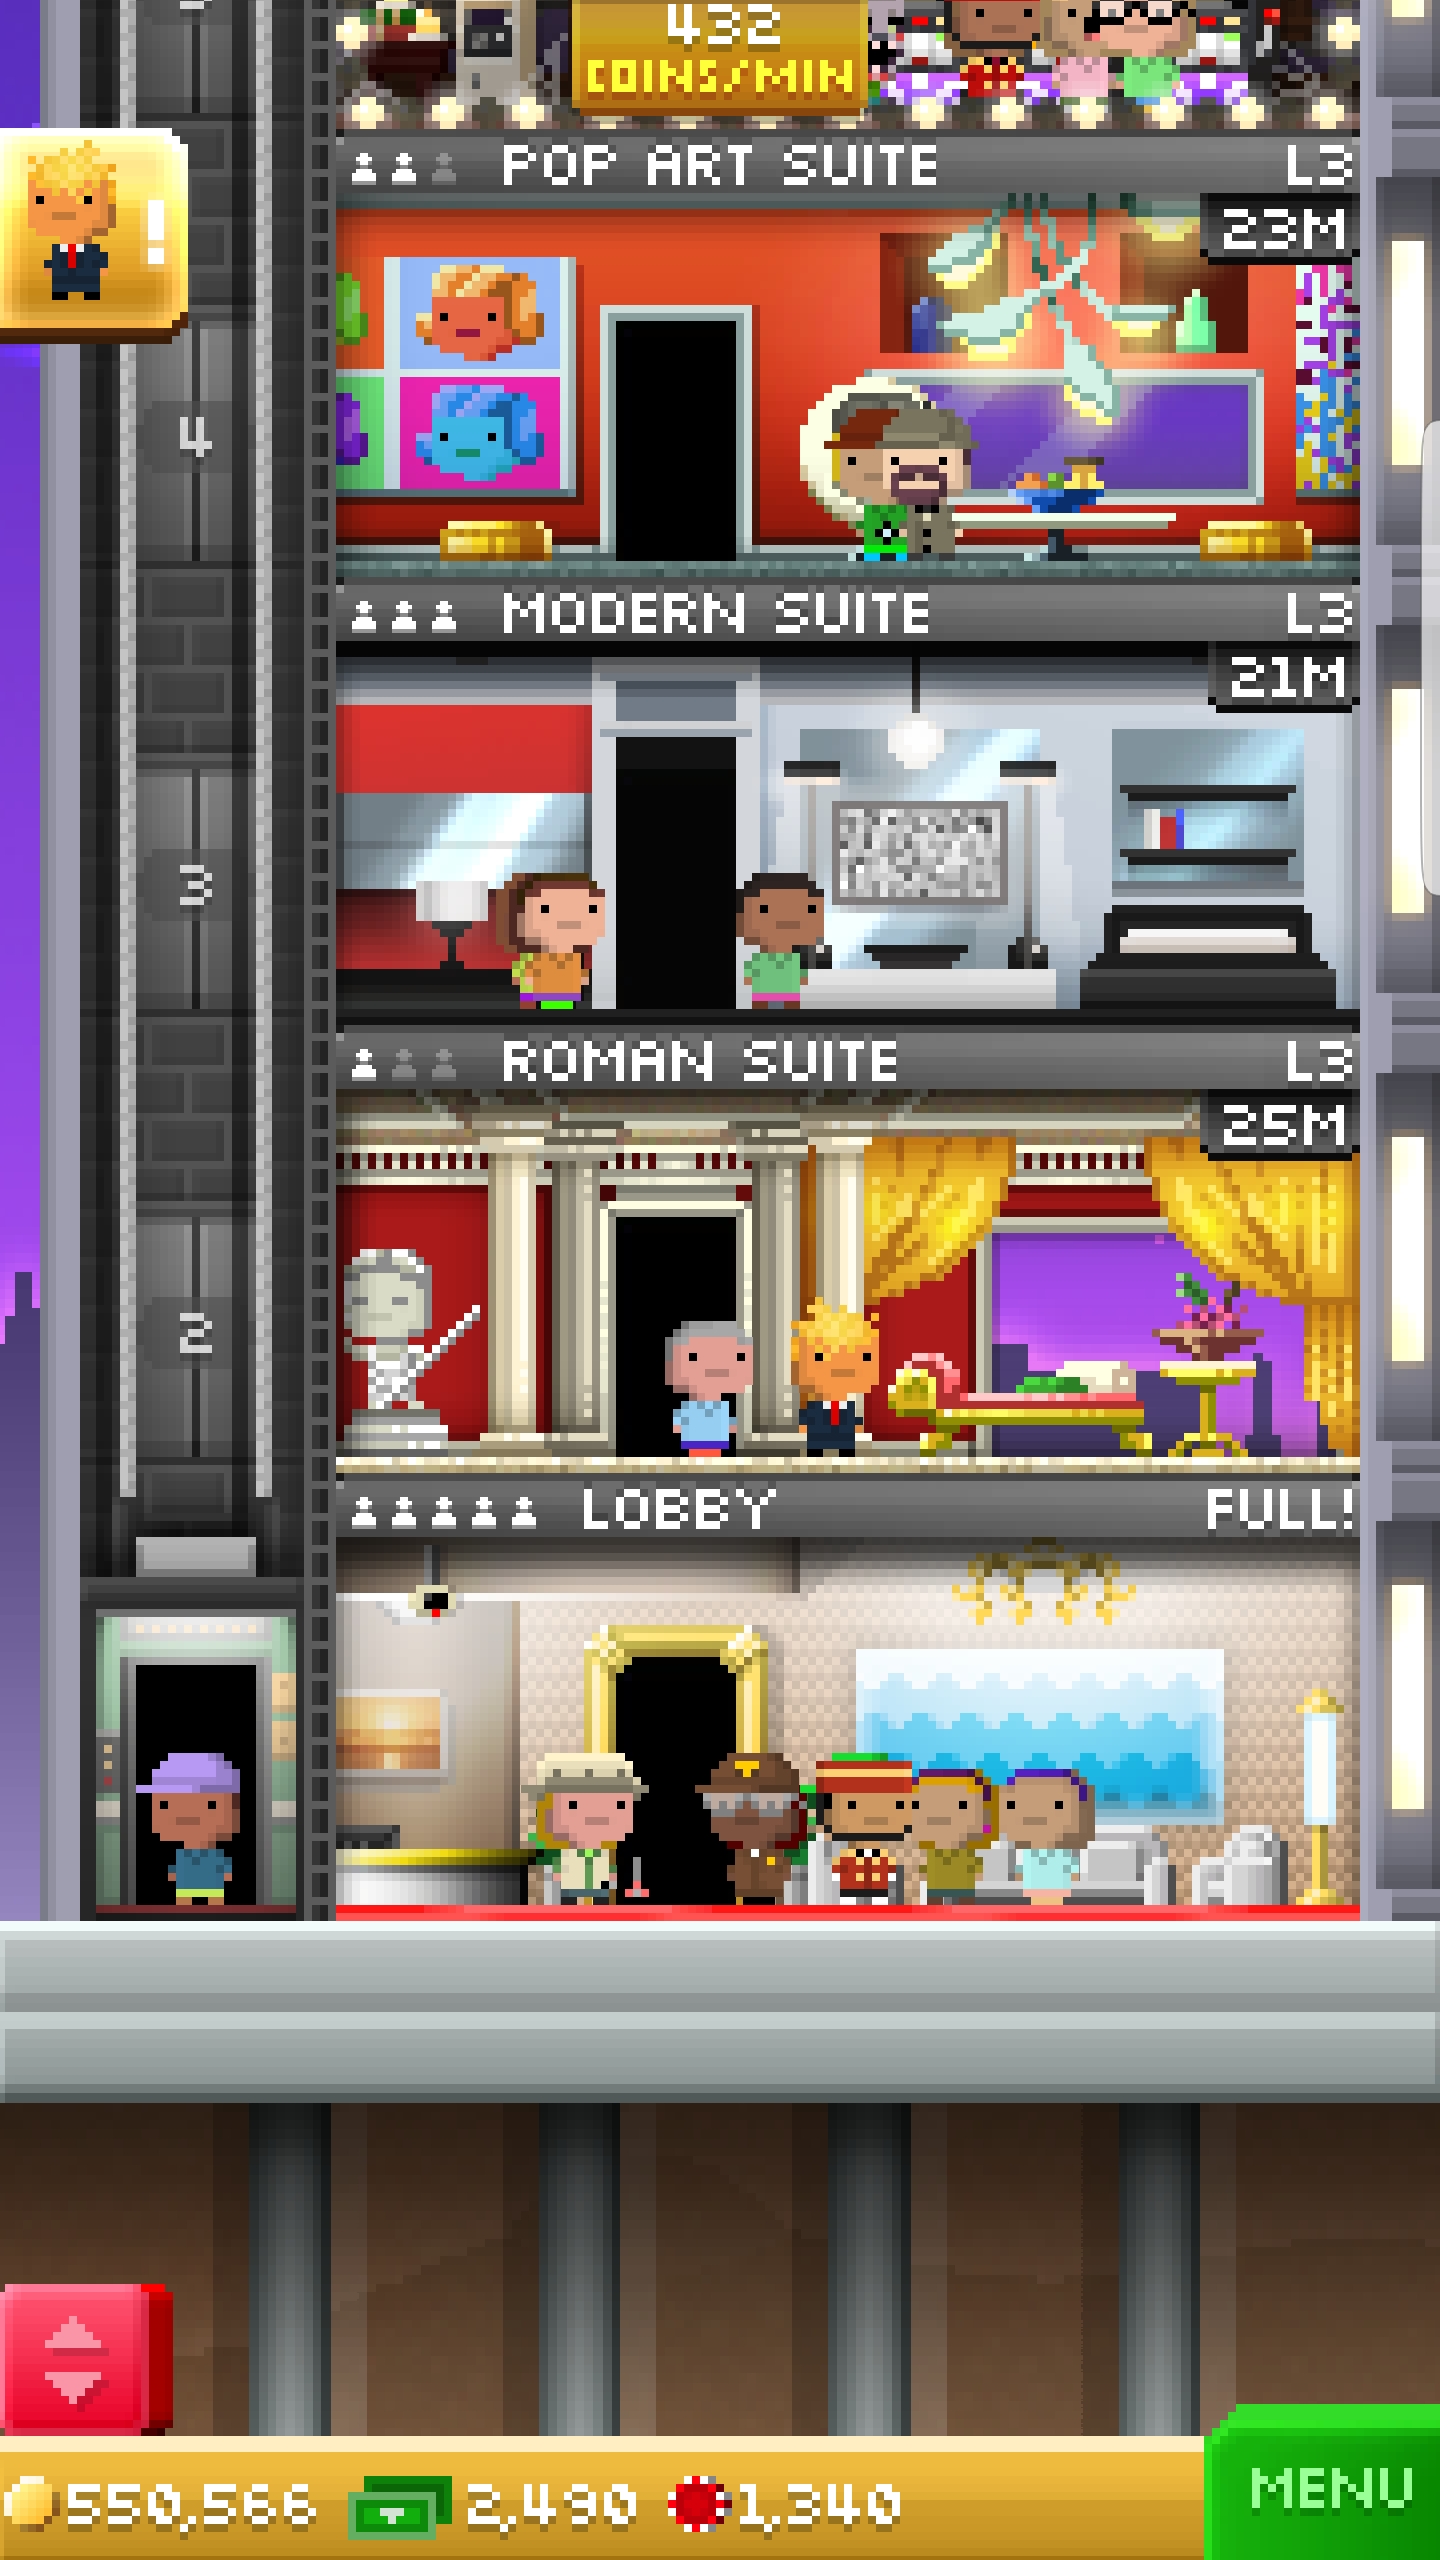 432
COINS/MIN
POP ART SUITE L3
23M
!
4
MODERN SUITE L3
21M
3
ROMAN SUITE L3
25M
2
LOBBY FULL!
550,566 2,490 1,340
MENU